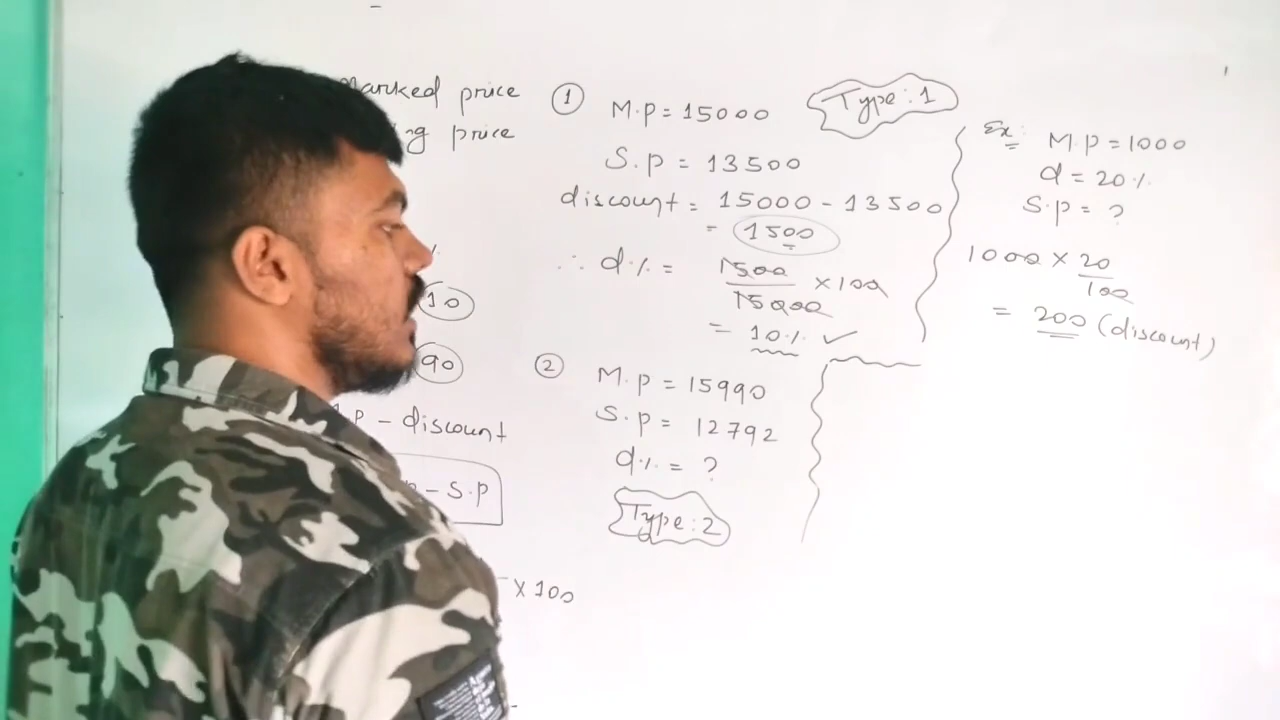 Marked price
price
10
90
P - discount
- S.P
× 100
① M.P = 15000
S.P = 13500
discount = 15000 - 13500
= 1500
∴ d% = 1500/15000 × 100
= 10% ✓
② M.P = 15990
S.P = 12792
d% = ?
Type: 2
Type: 1
Ex: M.P = 1000
d = 20%
S.P = ?
1000 × 20/100
= 200 (discount)